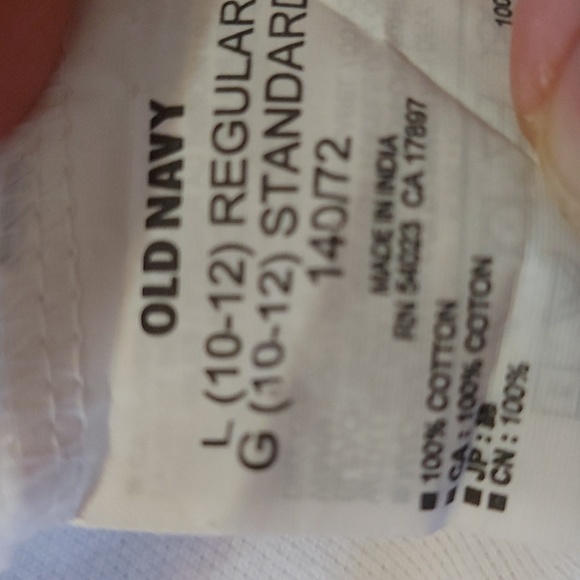 OLD NAVY
L (10-12) REGULAR
G (10-12) STANDARD
140/72
MADE IN INDIA
RN 54023 CA 17897
■ 100% COTTON
■ CA : 100% COTON
■ JP : 綿
■ CN : 100%
100